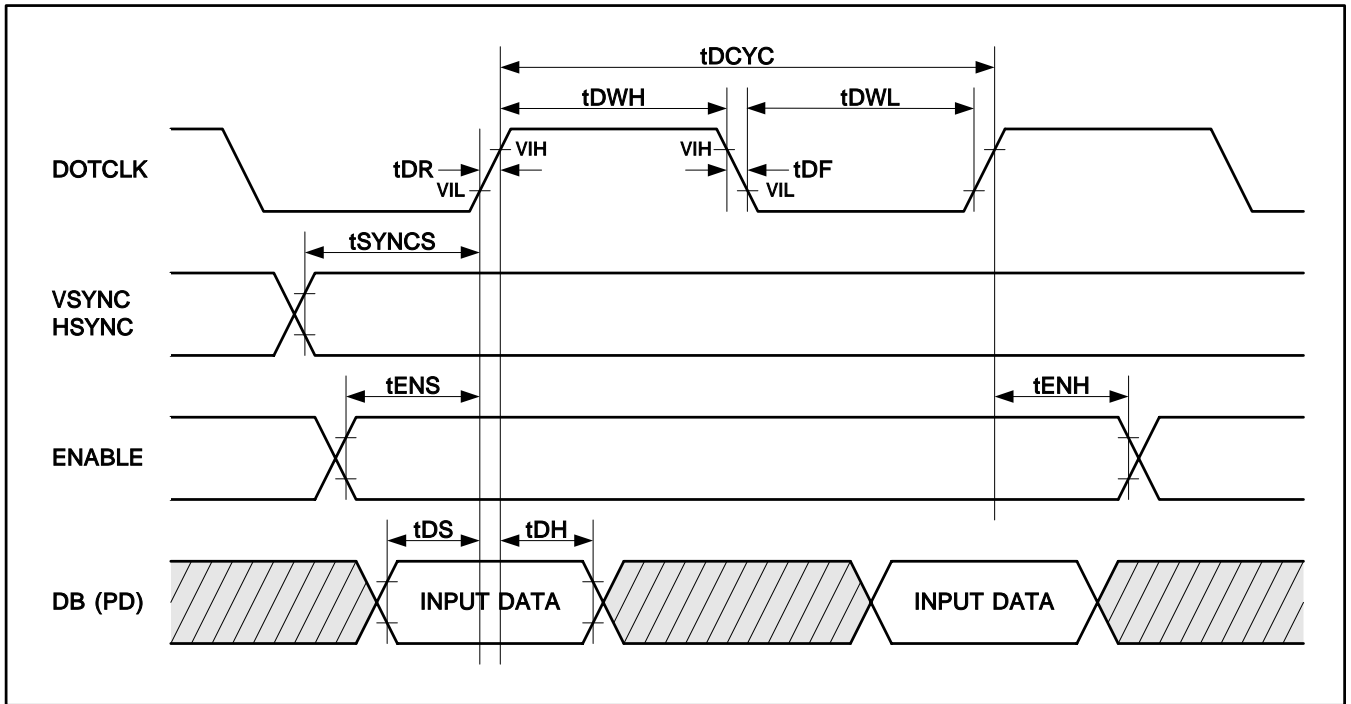 tDCYC
tDWH
tDWL
DOTCLK
tDR
VIH
VIH
tDF
VIL
VIL
tSYNCS
VSYNC
HSYNC
tENS
tENH
ENABLE
tDS
tDH
DB (PD)
INPUT DATA
INPUT DATA